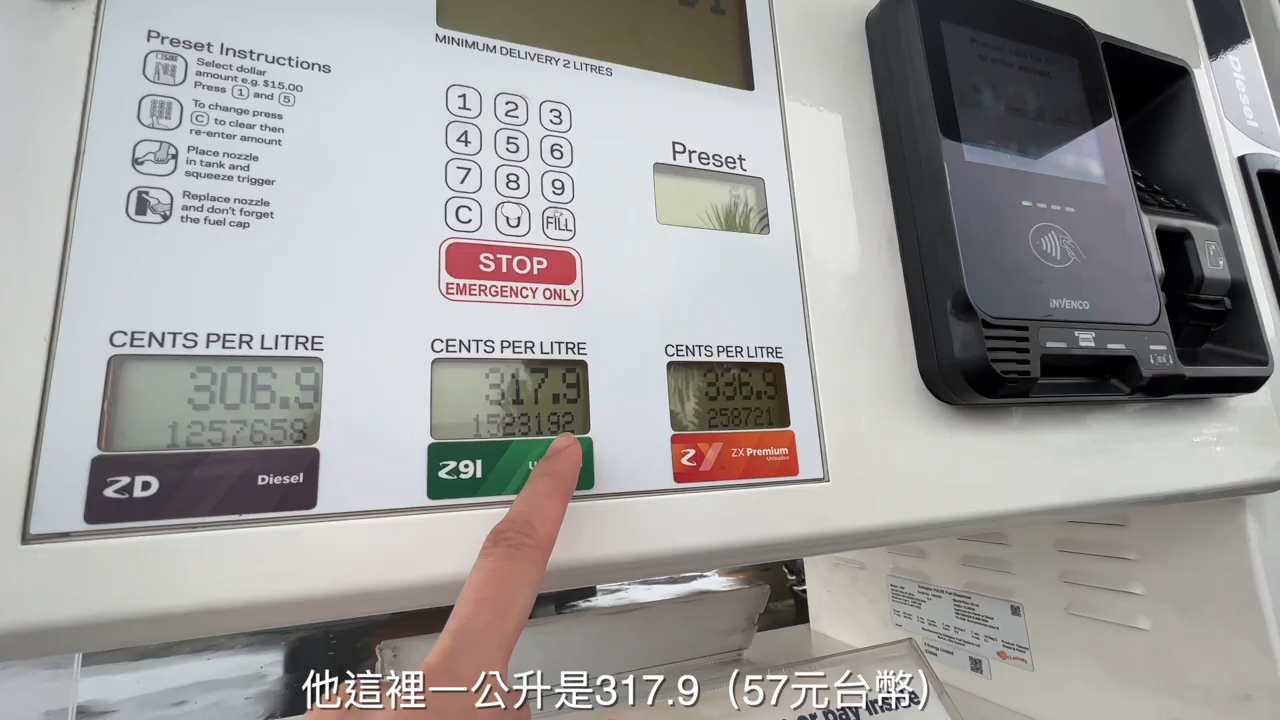 Preset Instructions
Select dollar
amount e.g. $15.00
Press 1 and 5
To change press
C to clear then
re-enter amount
Place nozzle
in tank and
squeeze trigger
Replace nozzle
and don't forget
the fuel cap
MINIMUM DELIVERY 2 LITRES
1 2 3
4 5 6
7 8 9
C FILL
STOP
EMERGENCY ONLY
Preset
INVENCO
Diesel
CENTS PER LITRE
306.9
1257658
ZD Diesel
CENTS PER LITRE
317.9
1523192
Z91
CENTS PER LITRE
336.9
258721
ZX Premium
Unleaded
or pay inside
他這裡一公升是317.9（57元台幣）